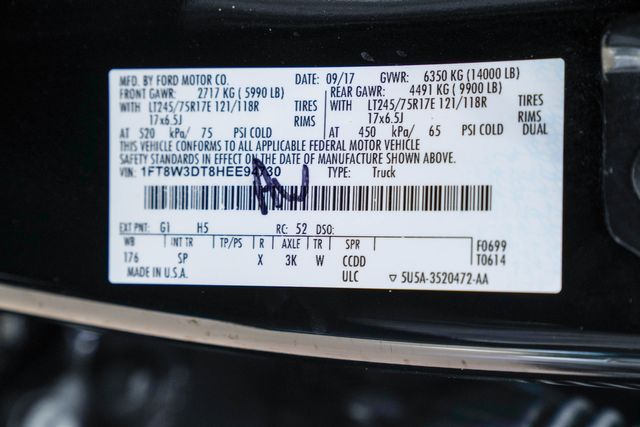 MFD. BY FORD MOTOR CO. DATE: 09/17 GVWR: 6350 KG (14000 LB)
FRONT GAWR: 2717 KG ( 5990 LB) REAR GAWR: 4491 KG ( 9900 LB)
WITH LT245/75R17E 121/118R TIRES WITH LT245/75R17E 121/118R TIRES
17x6.5J RIMS 17x6.5J RIMS
AT 520 kPa/ 75 PSI COLD AT 450 kPa/ 65 PSI COLD DUAL
THIS VEHICLE CONFORMS TO ALL APPLICABLE FEDERAL MOTOR VEHICLE
SAFETY STANDARDS IN EFFECT ON THE DATE OF MANUFACTURE SHOWN ABOVE.
VIN: 1FT8W3DT8HEE94730 TYPE: Truck
EXT PNT: G1 H5 RC: 52 DSO:
WB INT TR TP/PS R AXLE TR SPR F0699
176 SP X 3K W CCDD T0614
MADE IN U.S.A. ULC ▽ 5U5A-3520472-AA